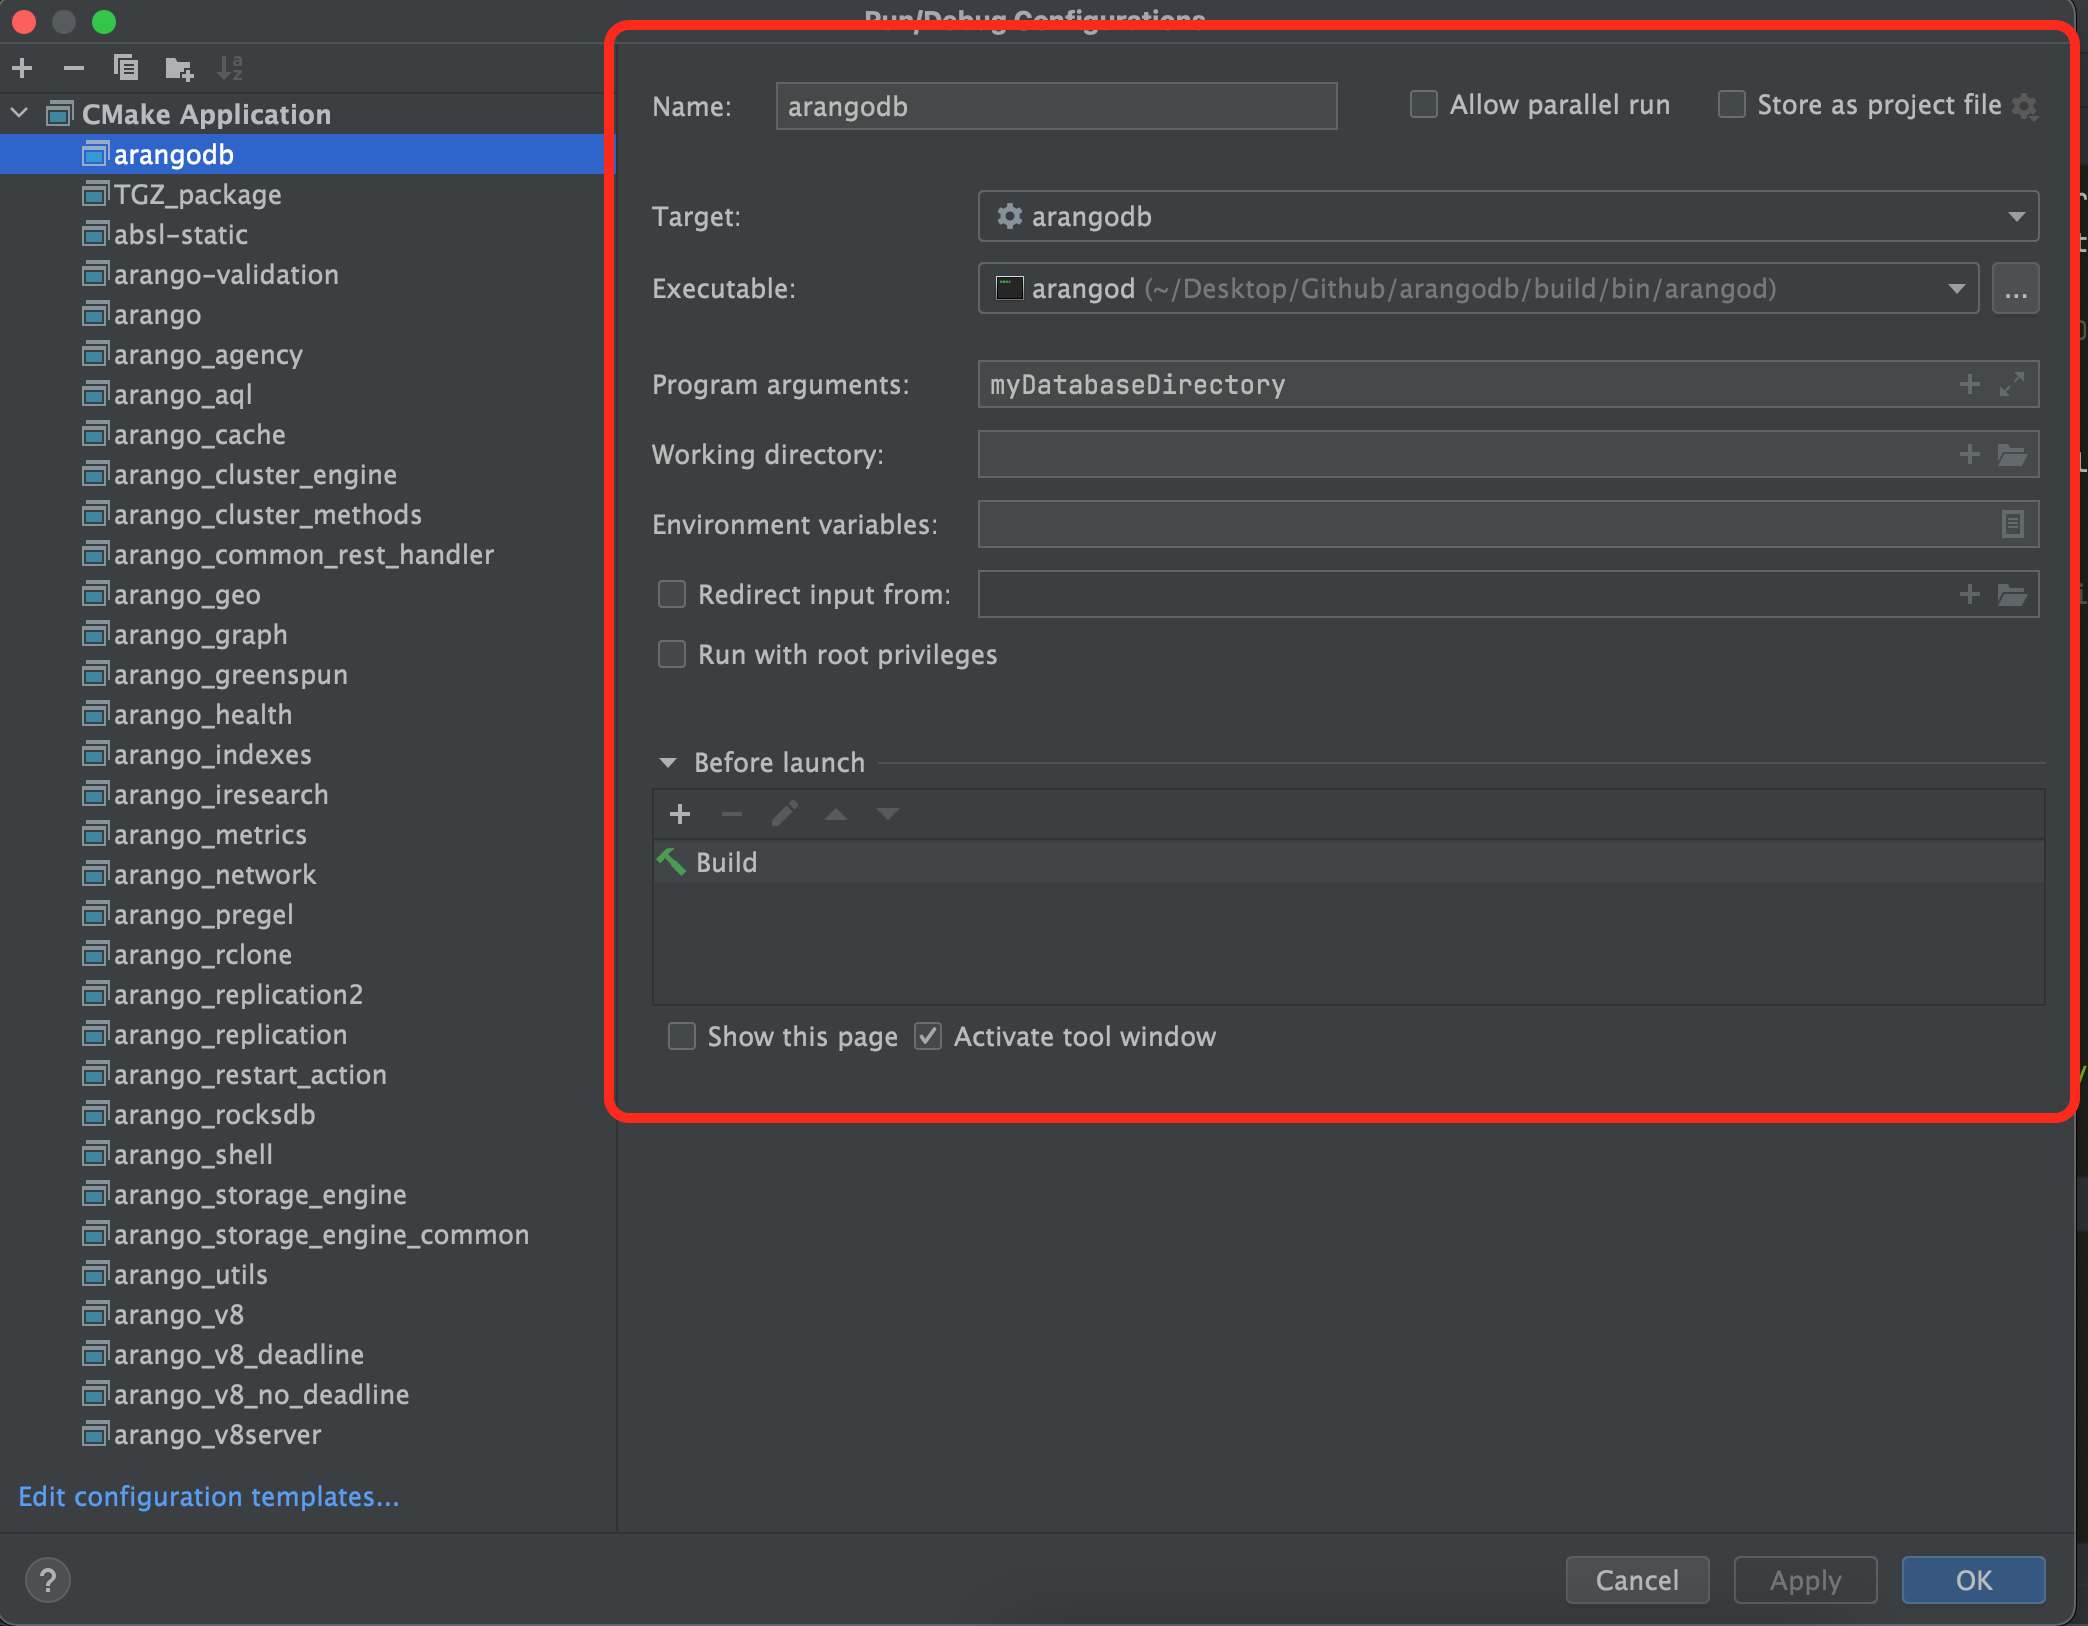 Run/Debug Configurations
CMake Application
arangodb
TGZ_package
absl-static
arango-validation
arango
arango_agency
arango_aql
arango_cache
arango_cluster_engine
arango_cluster_methods
arango_common_rest_handler
arango_geo
arango_graph
arango_greenspun
arango_health
arango_indexes
arango_iresearch
arango_metrics
arango_network
arango_pregel
arango_rclone
arango_replication2
arango_replication
arango_restart_action
arango_rocksdb
arango_shell
arango_storage_engine
arango_storage_engine_common
arango_utils
arango_v8
arango_v8_deadline
arango_v8_no_deadline
arango_v8server
Edit configuration templates...
Name: arangodb Allow parallel run Store as project file
Target: arangodb
Executable: arangod (~/Desktop/Github/arangodb/build/bin/arangod) ...
Program arguments: myDatabaseDirectory
Working directory:
Environment variables:
Redirect input from:
Run with root privileges
Before launch
Build
Show this page Activate tool window
? Cancel Apply OK